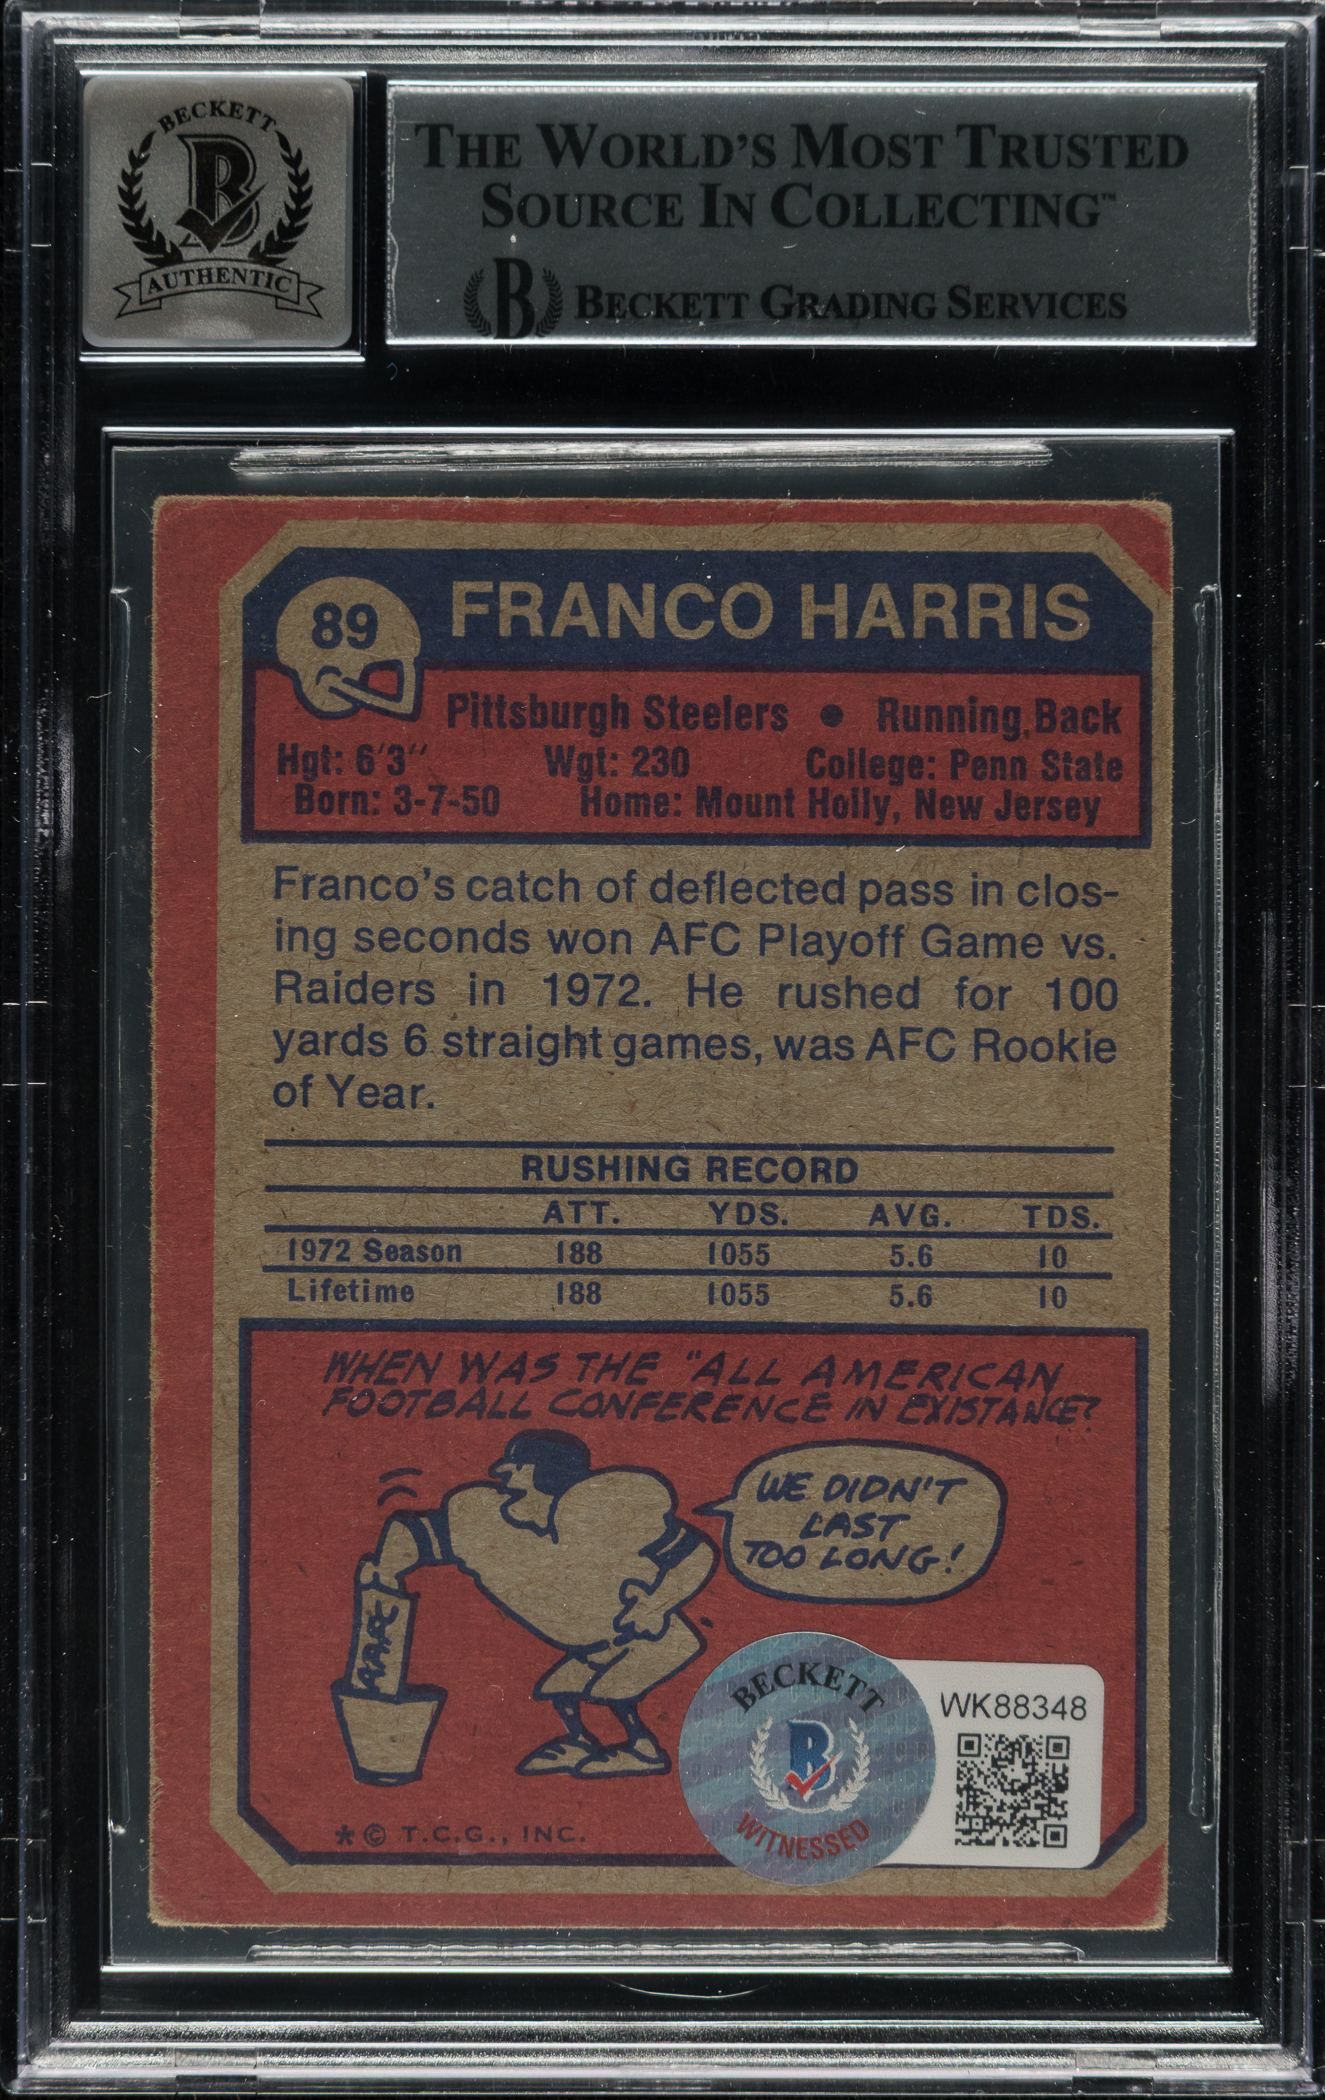 BECKETT
B
AUTHENTIC
THE WORLD'S MOST TRUSTED
SOURCE IN COLLECTING™
B BECKETT GRADING SERVICES
89
FRANCO HARRIS
Pittsburgh Steelers • Running Back
Hgt: 6'3" Wgt: 230 College: Penn State
Born: 3-7-50 Home: Mount Holly, New Jersey
Franco's catch of deflected pass in clos-
ing seconds won AFC Playoff Game vs.
Raiders in 1972. He rushed for 100
yards 6 straight games, was AFC Rookie
of Year.
RUSHING RECORD
ATT. YDS. AVG. TDS.
1972 Season 188 1055 5.6 10
Lifetime 188 1055 5.6 10
WHEN WAS THE "ALL AMERICAN
FOOTBALL CONFERENCE IN EXISTANCE?
WE DIDN'T
LAST
TOO LONG!
AAFC
BECKETT
B
WITNESSED
WK88348
* © T.C.G., INC.